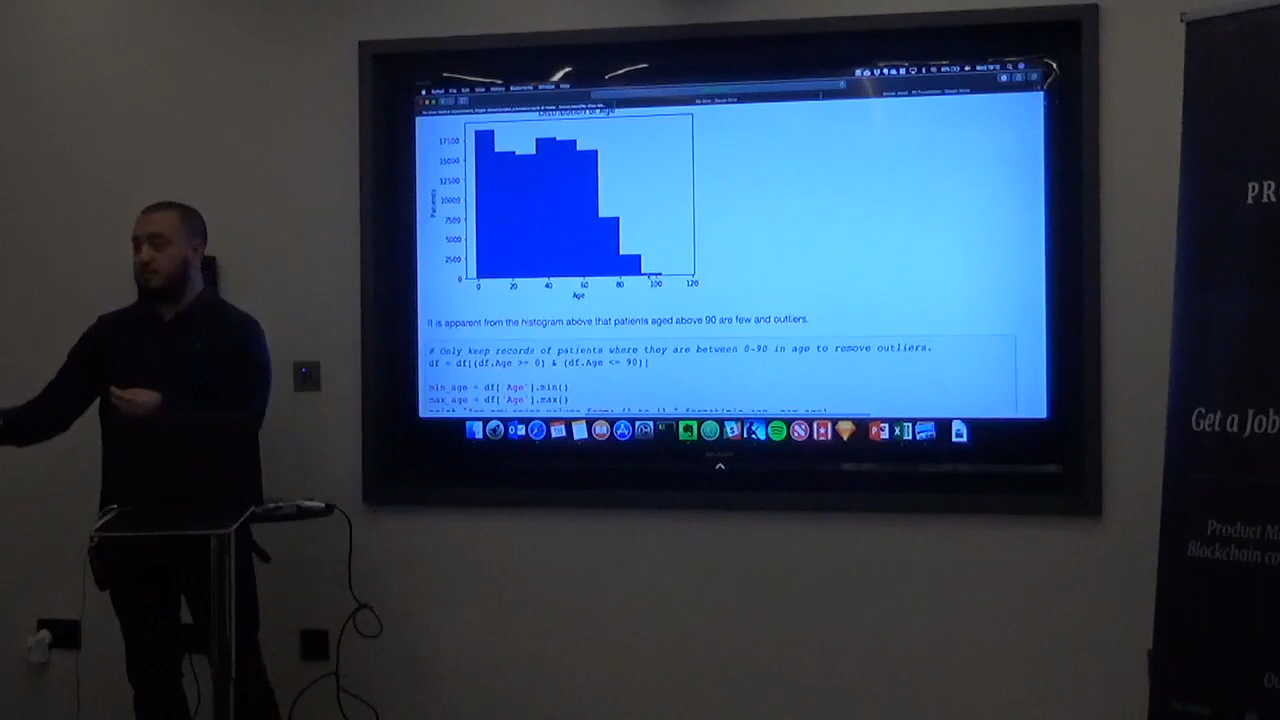 Distribution of Age
17500
15000
12500
10000
7500
5000
2500
0
Patients
0 20 40 60 80 100 120
Age
It is apparent from the histogram above that patients aged above 90 are few and outliers.
# Only keep records of patients where they are between 0-90 in age to remove outliers.
df = df[(df.Age >= 0) & (df.Age <= 90)]
min_age = df['Age'].min()
max_age = df['Age'].max()
PR
Get a Job
Product M
Blockchain co